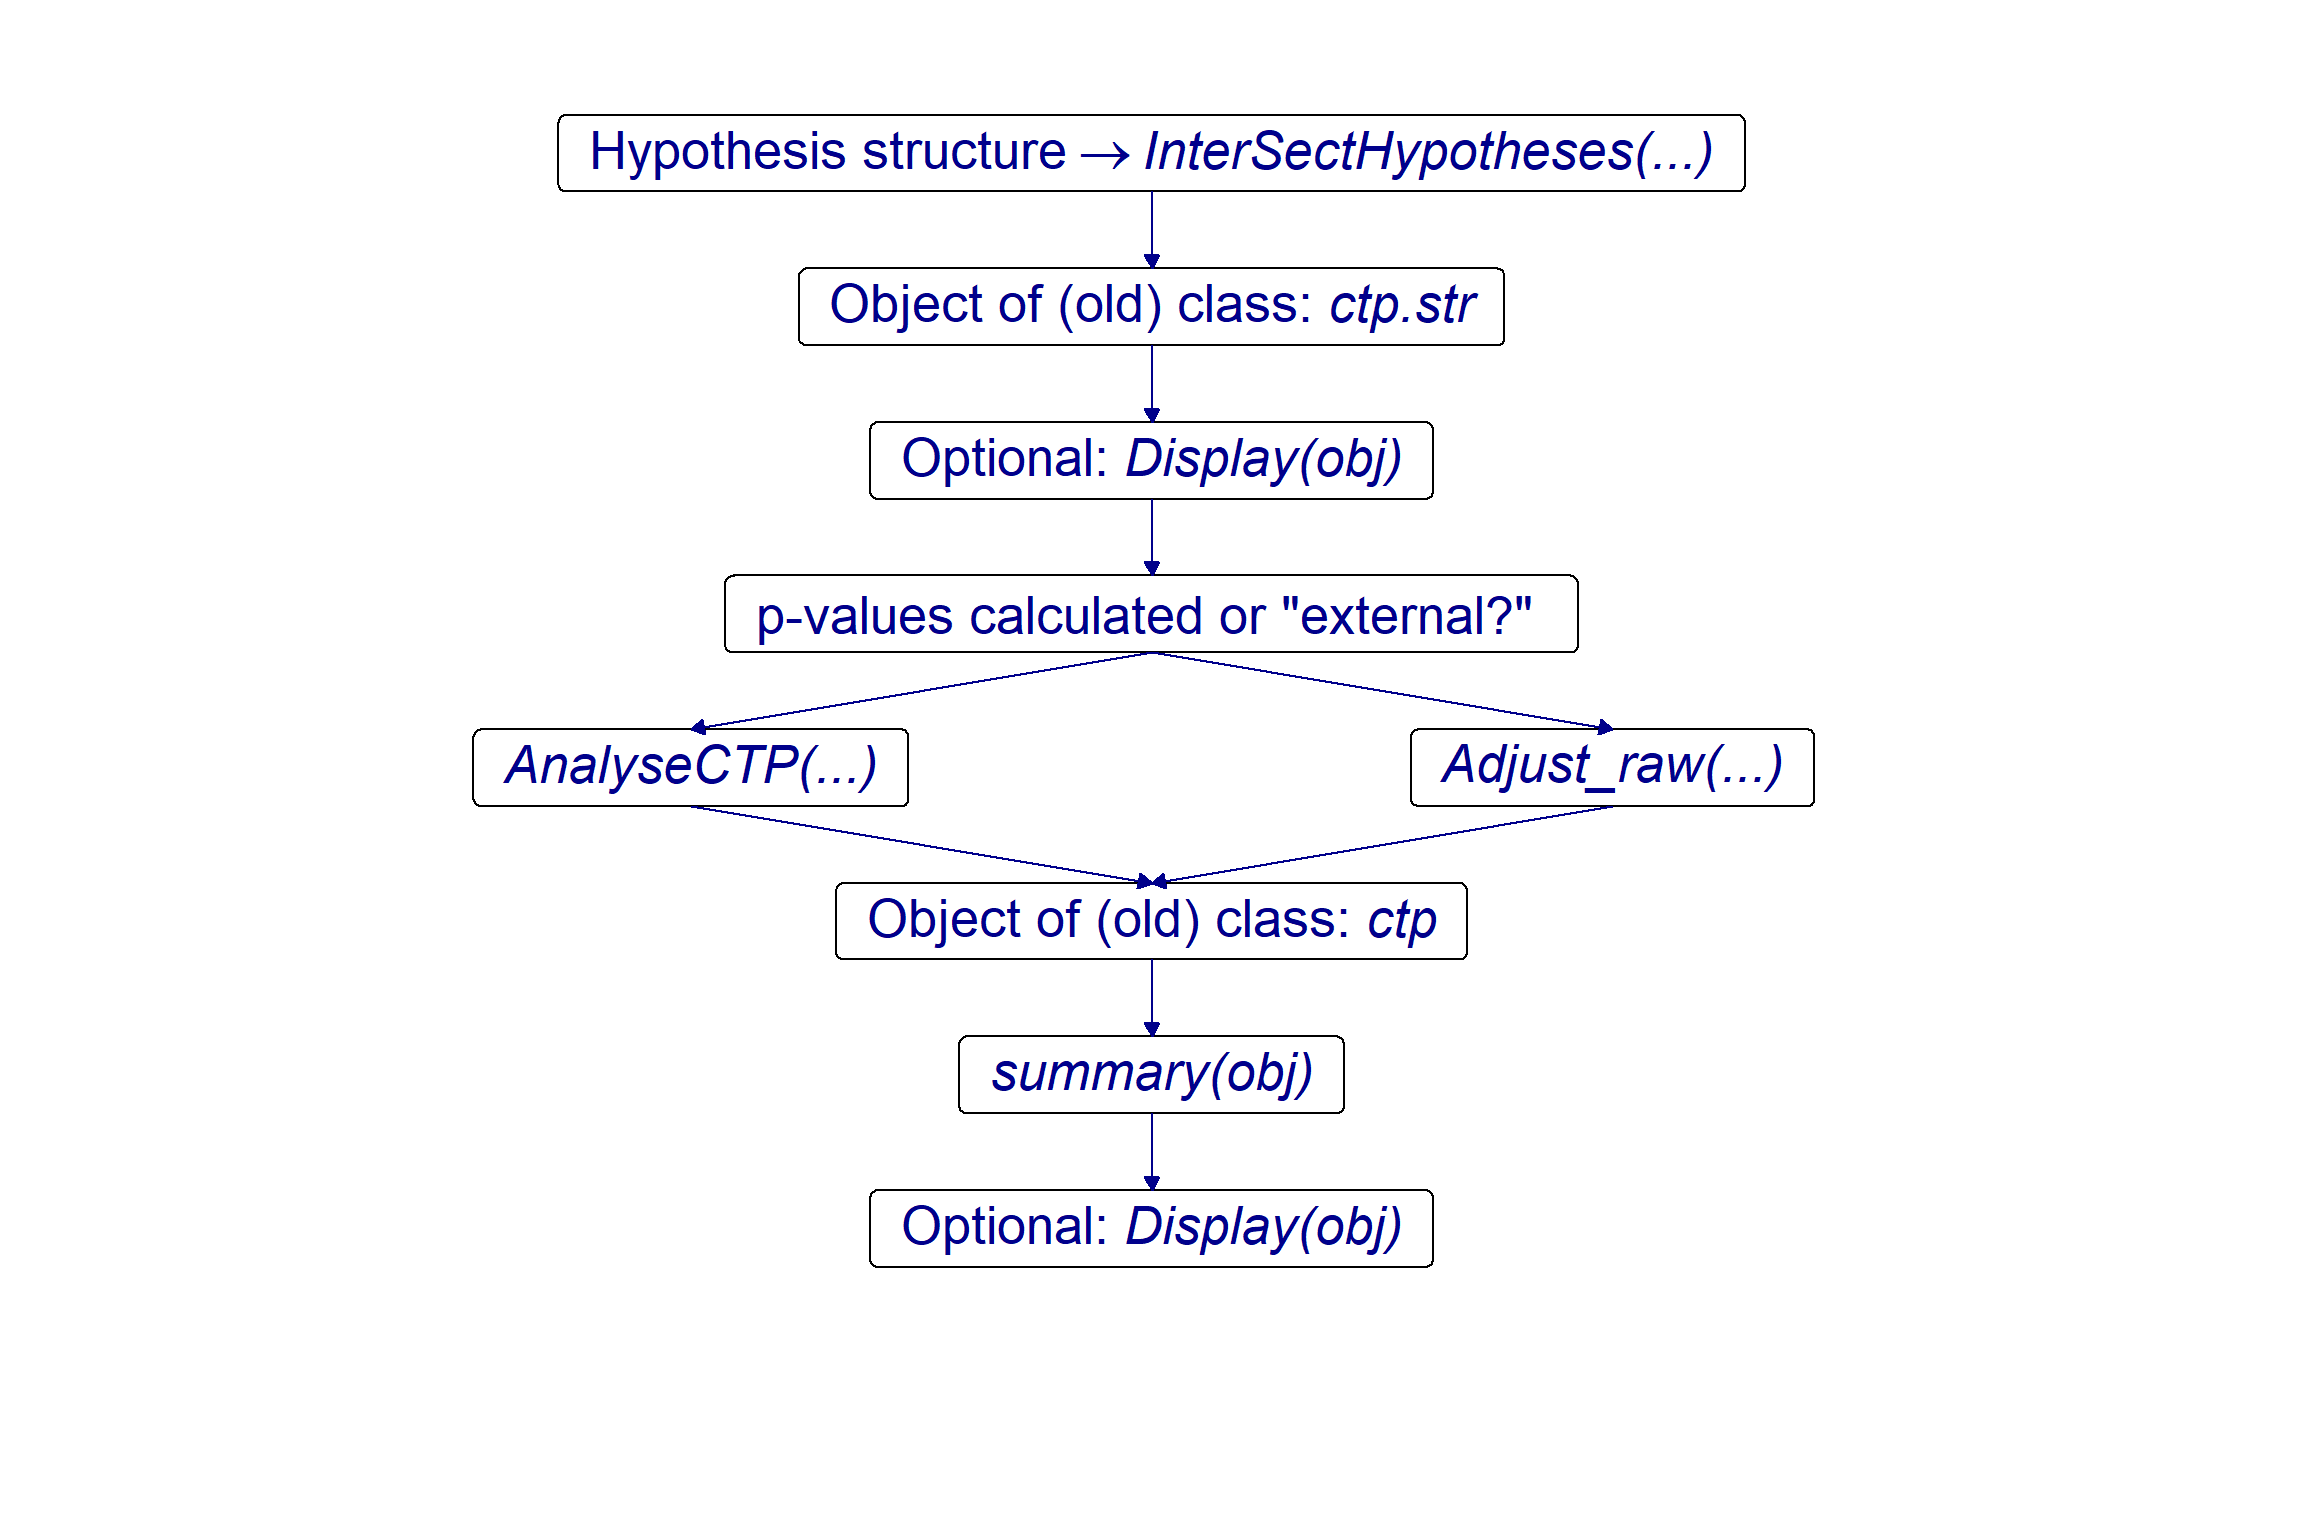 Hypothesis structure → InterSectHypotheses(...)
Object of (old) class: ctp.str
Optional: Display(obj)
p-values calculated or "external?"
AnalyseCTP(...)
Adjust_raw(...)
Object of (old) class: ctp
summary(obj)
Optional: Display(obj)